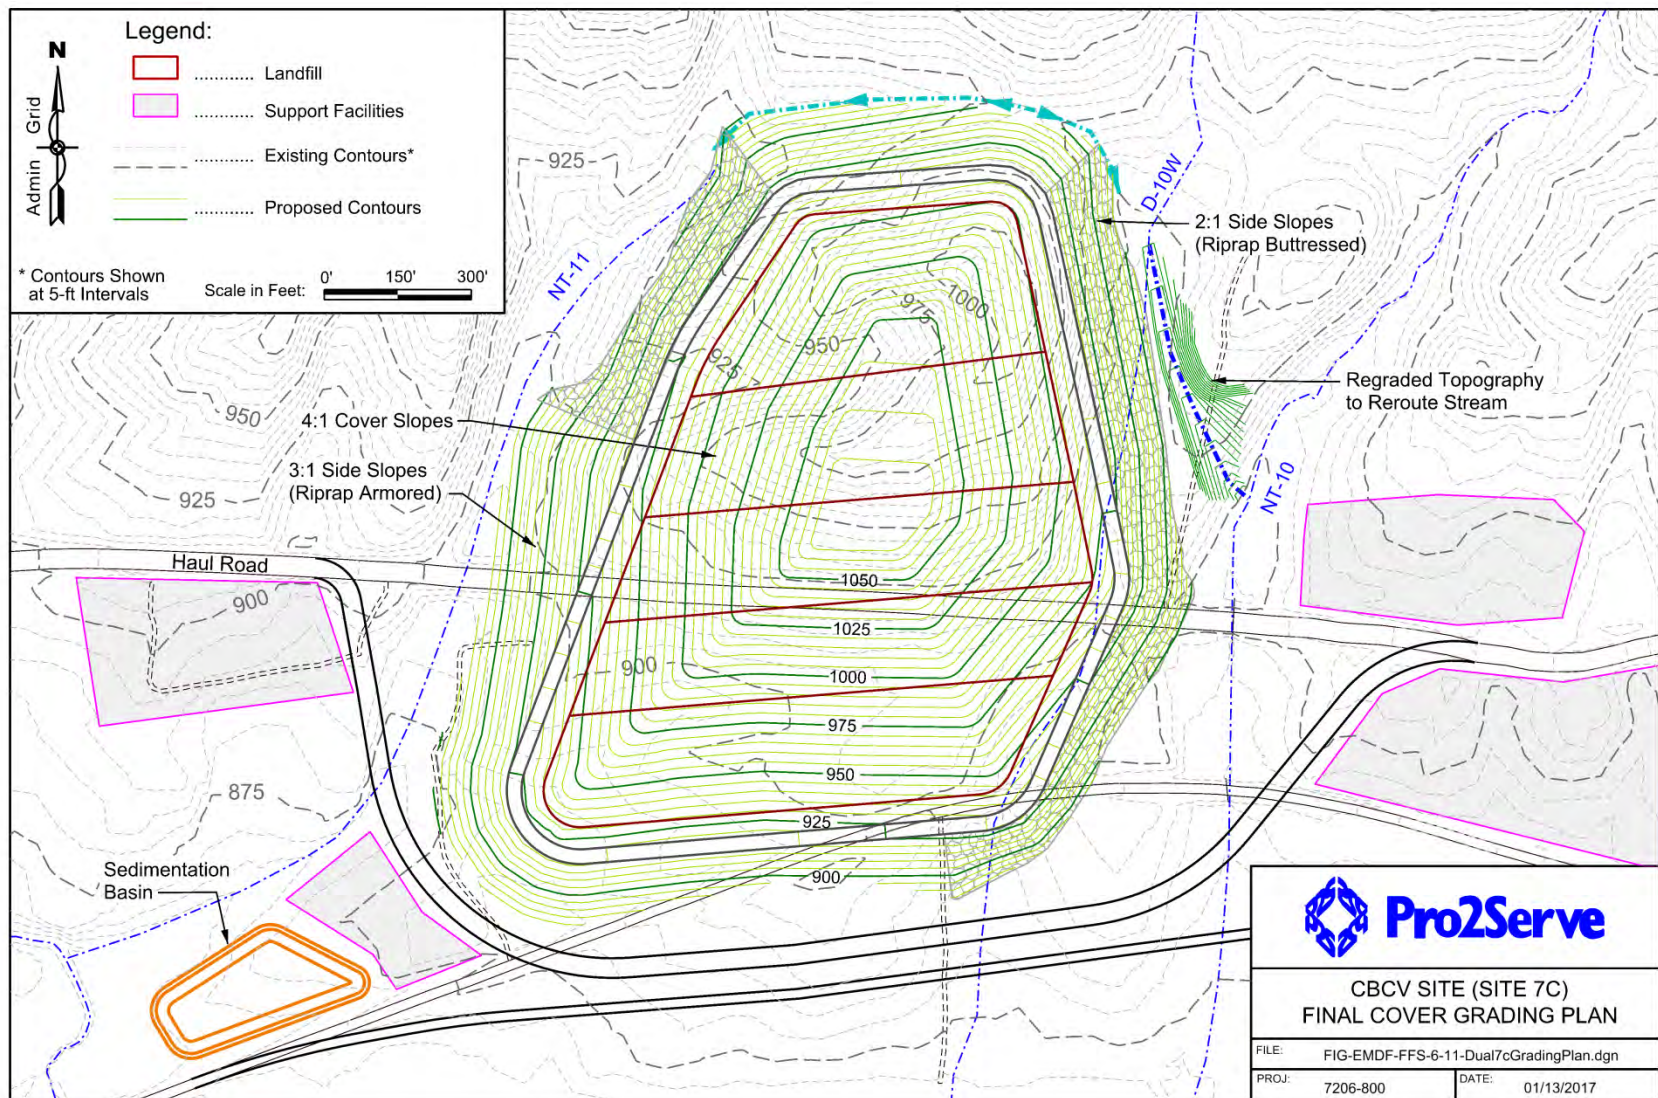 Legend:
N
Grid
Admin
............ Landfill
............ Support Facilities
............ Existing Contours*
............ Proposed Contours
* Contours Shown
at 5-ft Intervals
Scale in Feet:
0'
150'
300'
925
NT-11
D-10W
2:1 Side Slopes
(Riprap Buttressed)
1000
975
950
925
950
Regraded Topography
to Reroute Stream
4:1 Cover Slopes
3:1 Side Slopes
(Riprap Armored)
925
NT-10
Haul Road
900
1050
1025
900
1000
975
950
875
925
900
Sedimentation
Basin
Pro2Serve
CBCV SITE (SITE 7C)
FINAL COVER GRADING PLAN
FILE: FIG-EMDF-FFS-6-11-Dual7cGradingPlan.dgn
PROJ: 7206-800
DATE: 01/13/2017